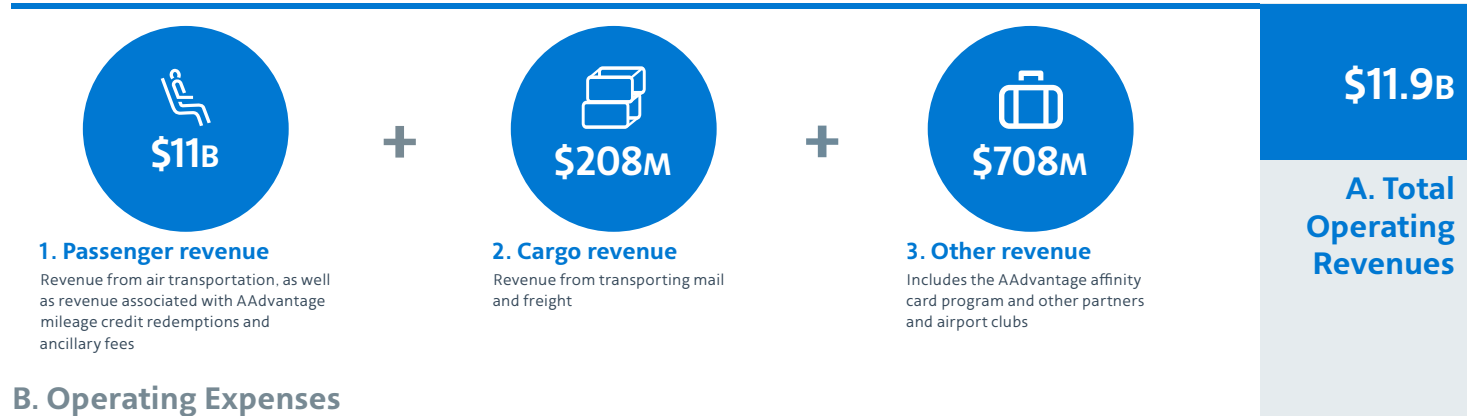 $11B
+
$208M
+
$708M
$11.9B
1. Passenger revenue
Revenue from air transportation, as well
as revenue associated with AAdvantage
mileage credit redemptions and
ancillary fees
2. Cargo revenue
Revenue from transporting mail
and freight
3. Other revenue
Includes the AAdvantage affinity
card program and other partners
and airport clubs
A. Total
Operating
Revenues
B. Operating Expenses